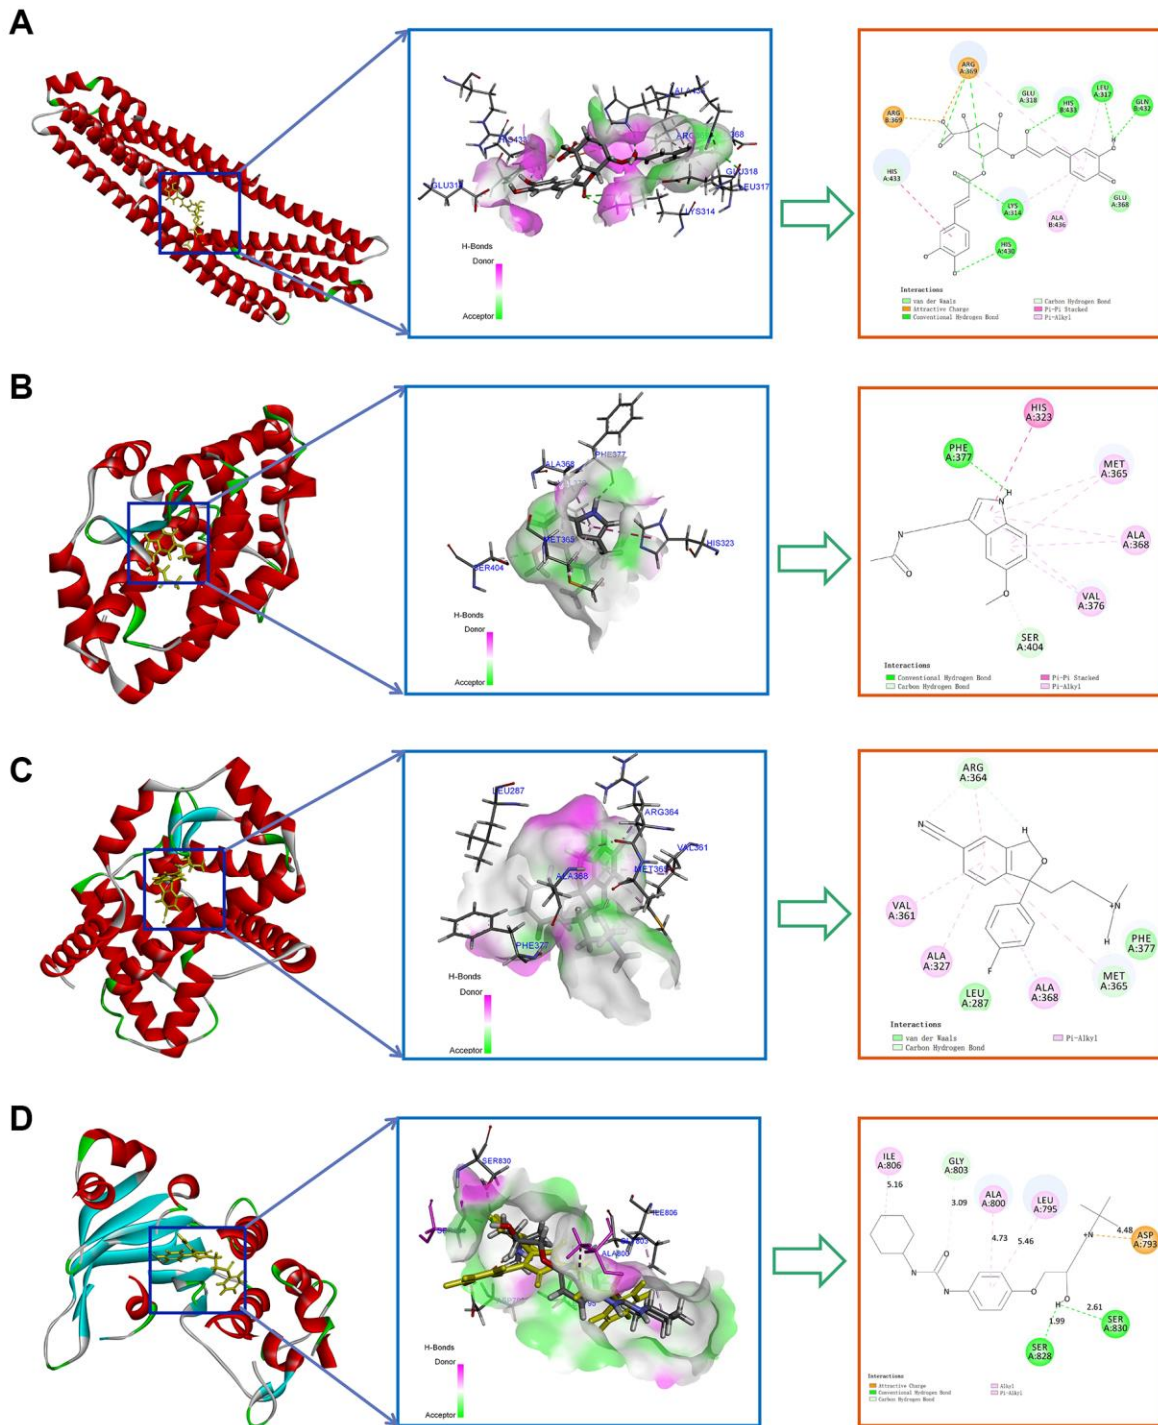 A
ALA436
HIS433
ARG369
GLU318
GLU318
LEU317
LYS314
H-Bonds
Donor
Acceptor
ARG
A:369
GLU
A:318
HIS
B:433
LEU
A:317
GLN
B:432
ARG
B:369
HIS
A:433
O
LYS
A:314
ALA
B:436
GLU
A:368
HIS
A:430
Interactions
van der Waals
Attractive Charge
Conventional Hydrogen Bond
Carbon Hydrogen Bond
Pi-Pi Stacked
Pi-Alkyl
B
PHE377
ALA368
MET365
HIS323
SER404
H-Bonds
Donor
Acceptor
HIS
A:323
PHE
A:377
MET
A:365
H
N
N
O
O
ALA
A:368
VAL
A:376
SER
A:404
Interactions
Conventional Hydrogen Bond
Carbon Hydrogen Bond
Pi-Pi Stacked
Pi-Alkyl
C
LEU287
ARG364
VAL361
MET365
ALA368
PHE377
H-Bonds
Donor
Acceptor
ARG
A:364
N
H
O
N
H
F
VAL
A:361
ALA
A:327
LEU
A:287
ALA
A:368
MET
A:365
PHE
A:377
Interactions
van der Waals
Carbon Hydrogen Bond
Pi-Alkyl
D
SER830
ILE806
ALA800
H-Bonds
Donor
Acceptor
ILE
A:806
5.16
GLY
A:803
3.09
ALA
A:800
4.73
LEU
A:795
5.46
4.48
ASP
A:793
N
O
N
O
N
O
H
1.99
2.61
SER
A:830
SER
A:828
Interactions
Attractive Charge
Conventional Hydrogen Bond
Carbon Hydrogen Bond
Alkyl
Pi-Alkyl